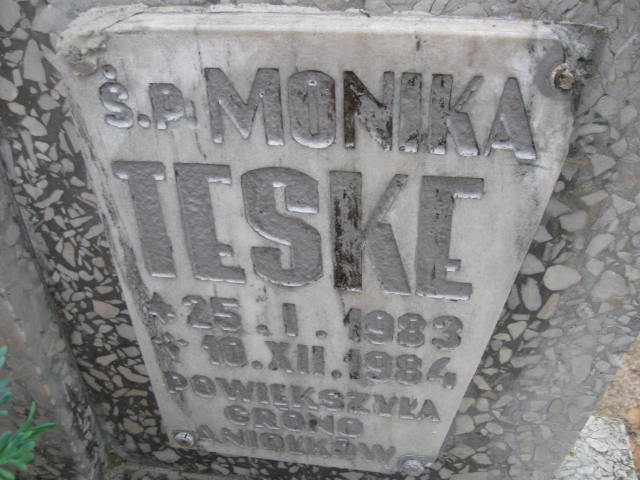 Ś.P. MONIKA
TESKE
* 25.I.1983
+ 10.XII.1984
POWIĘKSZYŁA
GRONO
ANIOŁKÓW